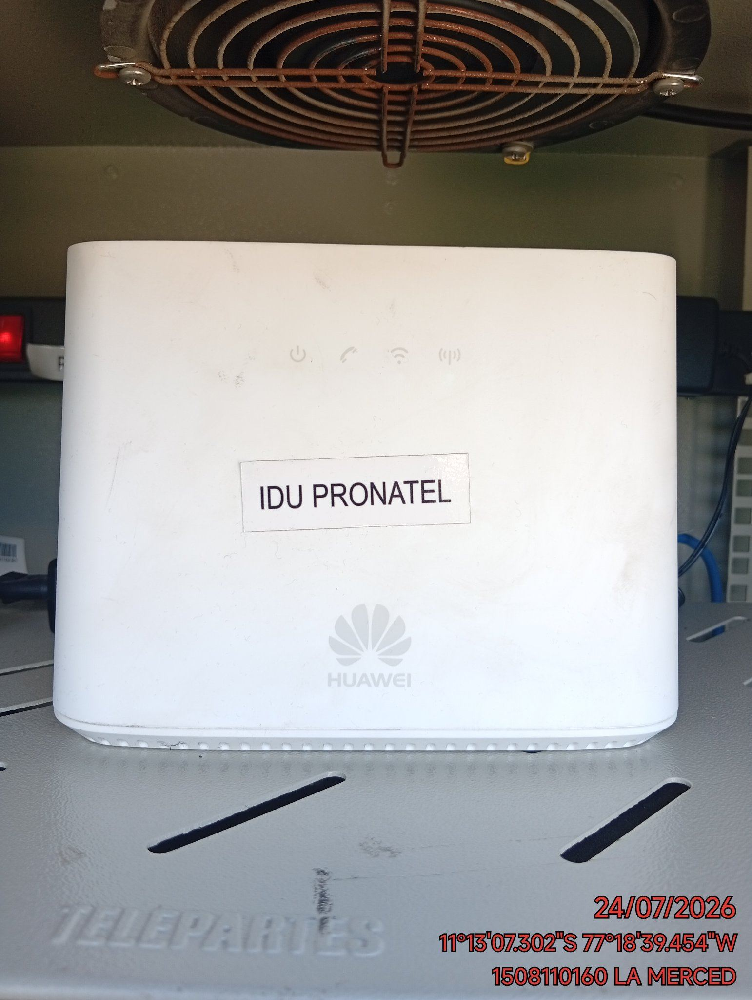 IDU PRONATEL
HUAWEI
TELEPARTES
24/07/2026
11°13'07.302"S 77°18'39.454"W
1508110160 LA MERCED